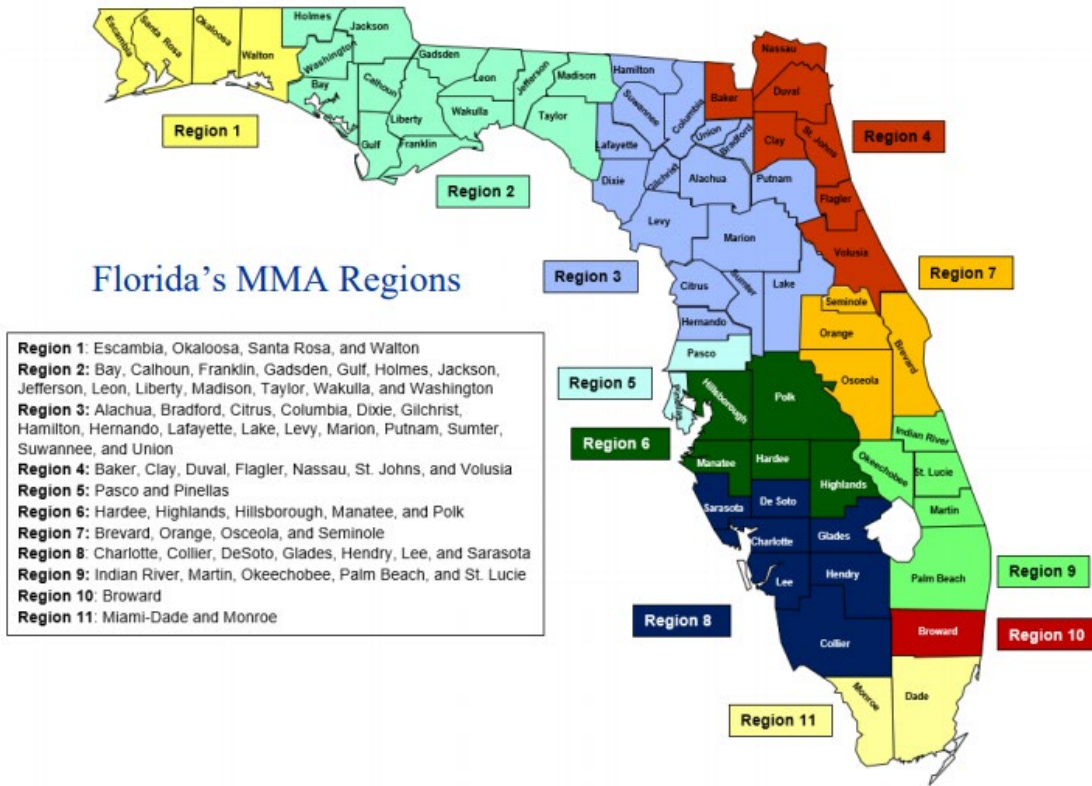 Holmes
Jackson
Escambia
Santa Rosa
Okaloosa
Walton
Washington
Bay
Calhoun
Gadsden
Liberty
Gulf
Franklin
Leon
Wakulla
Jefferson
Madison
Taylor
Hamilton
Suwannee
Lafayette
Columbia
Dixie
Gilchrist
Union
Bradford
Alachua
Putnam
Levy
Marion
Citrus
Sumter
Lake
Hernando
Nassau
Baker
Duval
Clay
St. Johns
Flagler
Volusia
Region 1
Region 2
Region 4
Region 3
Region 7
Florida's MMA Regions
Seminole
Orange
Brevard
Osceola
Pasco
Pinellas
Region 5
Hillsborough
Polk
Region 6
Manatee
Hardee
Highlands
Indian River
Okeechobee
St. Lucie
Martin
Palm Beach
Region 9
Sarasota
De Soto
Charlotte
Glades
Lee
Hendry
Collier
Region 8
Broward
Region 10
Monroe
Dade
Region 11
Region 1: Escambia, Okaloosa, Santa Rosa, and Walton
Region 2: Bay, Calhoun, Franklin, Gadsden, Gulf, Holmes, Jackson,
Jefferson, Leon, Liberty, Madison, Taylor, Wakulla, and Washington
Region 3: Alachua, Bradford, Citrus, Columbia, Dixie, Gilchrist,
Hamilton, Hernando, Lafayette, Lake, Levy, Marion, Putnam, Sumter,
Suwannee, and Union
Region 4: Baker, Clay, Duval, Flagler, Nassau, St. Johns, and Volusia
Region 5: Pasco and Pinellas
Region 6: Hardee, Highlands, Hillsborough, Manatee, and Polk
Region 7: Brevard, Orange, Osceola, and Seminole
Region 8: Charlotte, Collier, DeSoto, Glades, Hendry, Lee, and Sarasota
Region 9: Indian River, Martin, Okeechobee, Palm Beach, and St. Lucie
Region 10: Broward
Region 11: Miami-Dade and Monroe